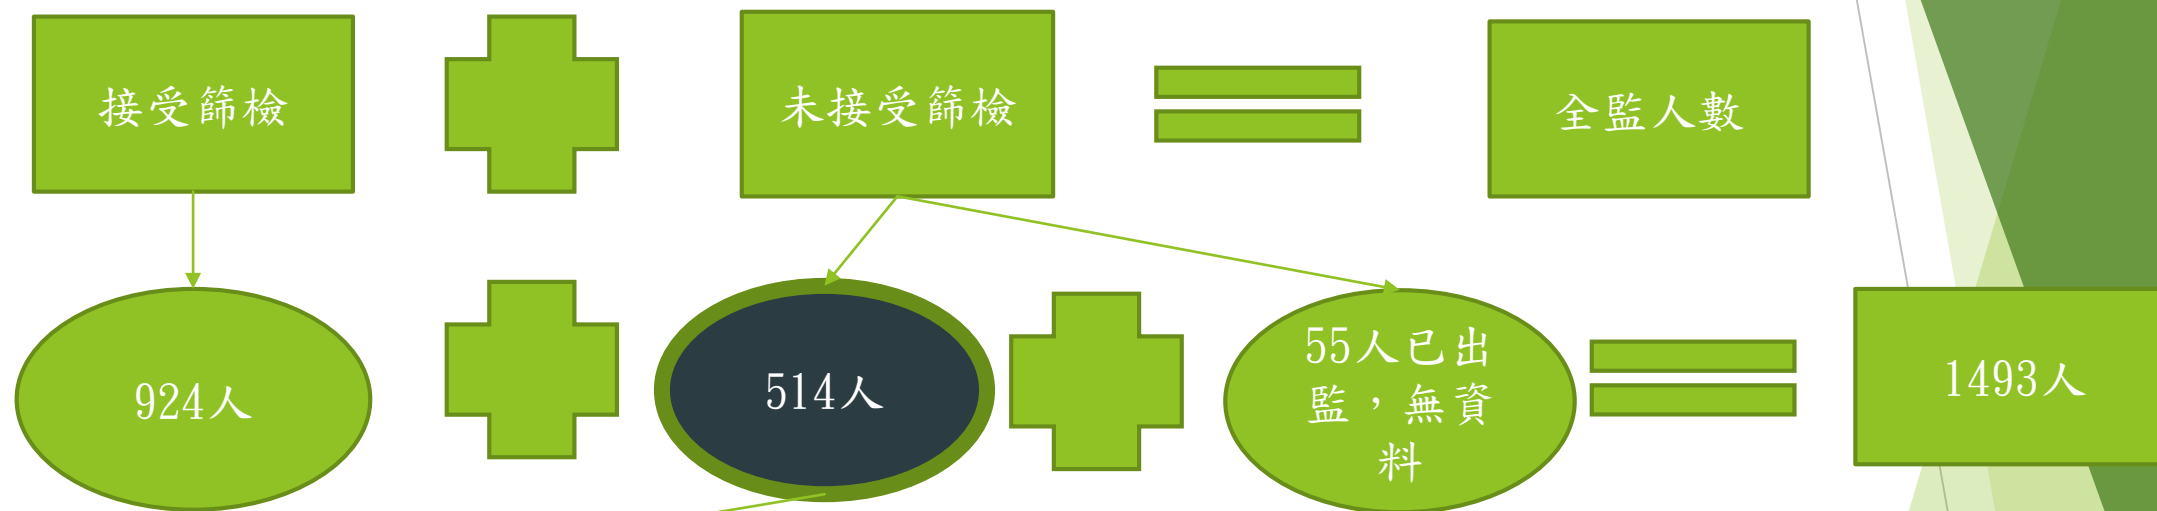 接受篩檢
未接受篩檢
全監人數
924人
514人
55人已出
監，無資
料
1493人